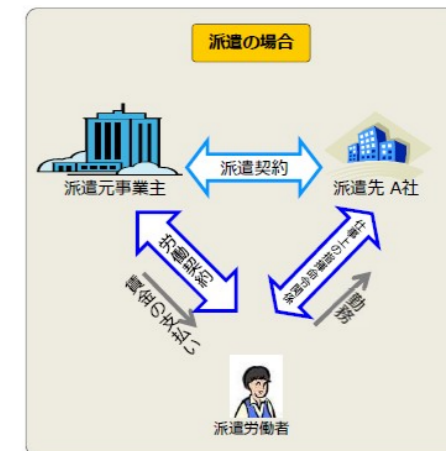 派遣の場合
派遣契約
派遣元事業主
派遣先 A社
労働契約
仕事上の指揮命令関係
賃金の支払い
勤務
派遣労働者